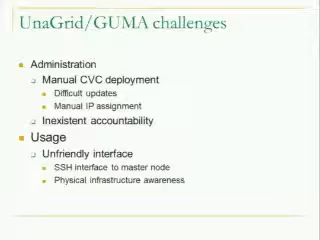 UnaGrid/GUMA challenges
Administration
Manual CVC deployment
Difficult updates
Manual IP assignment
Inexistent accountability
Usage
Unfriendly interface
SSH interface to master node
Physical infrastructure awareness